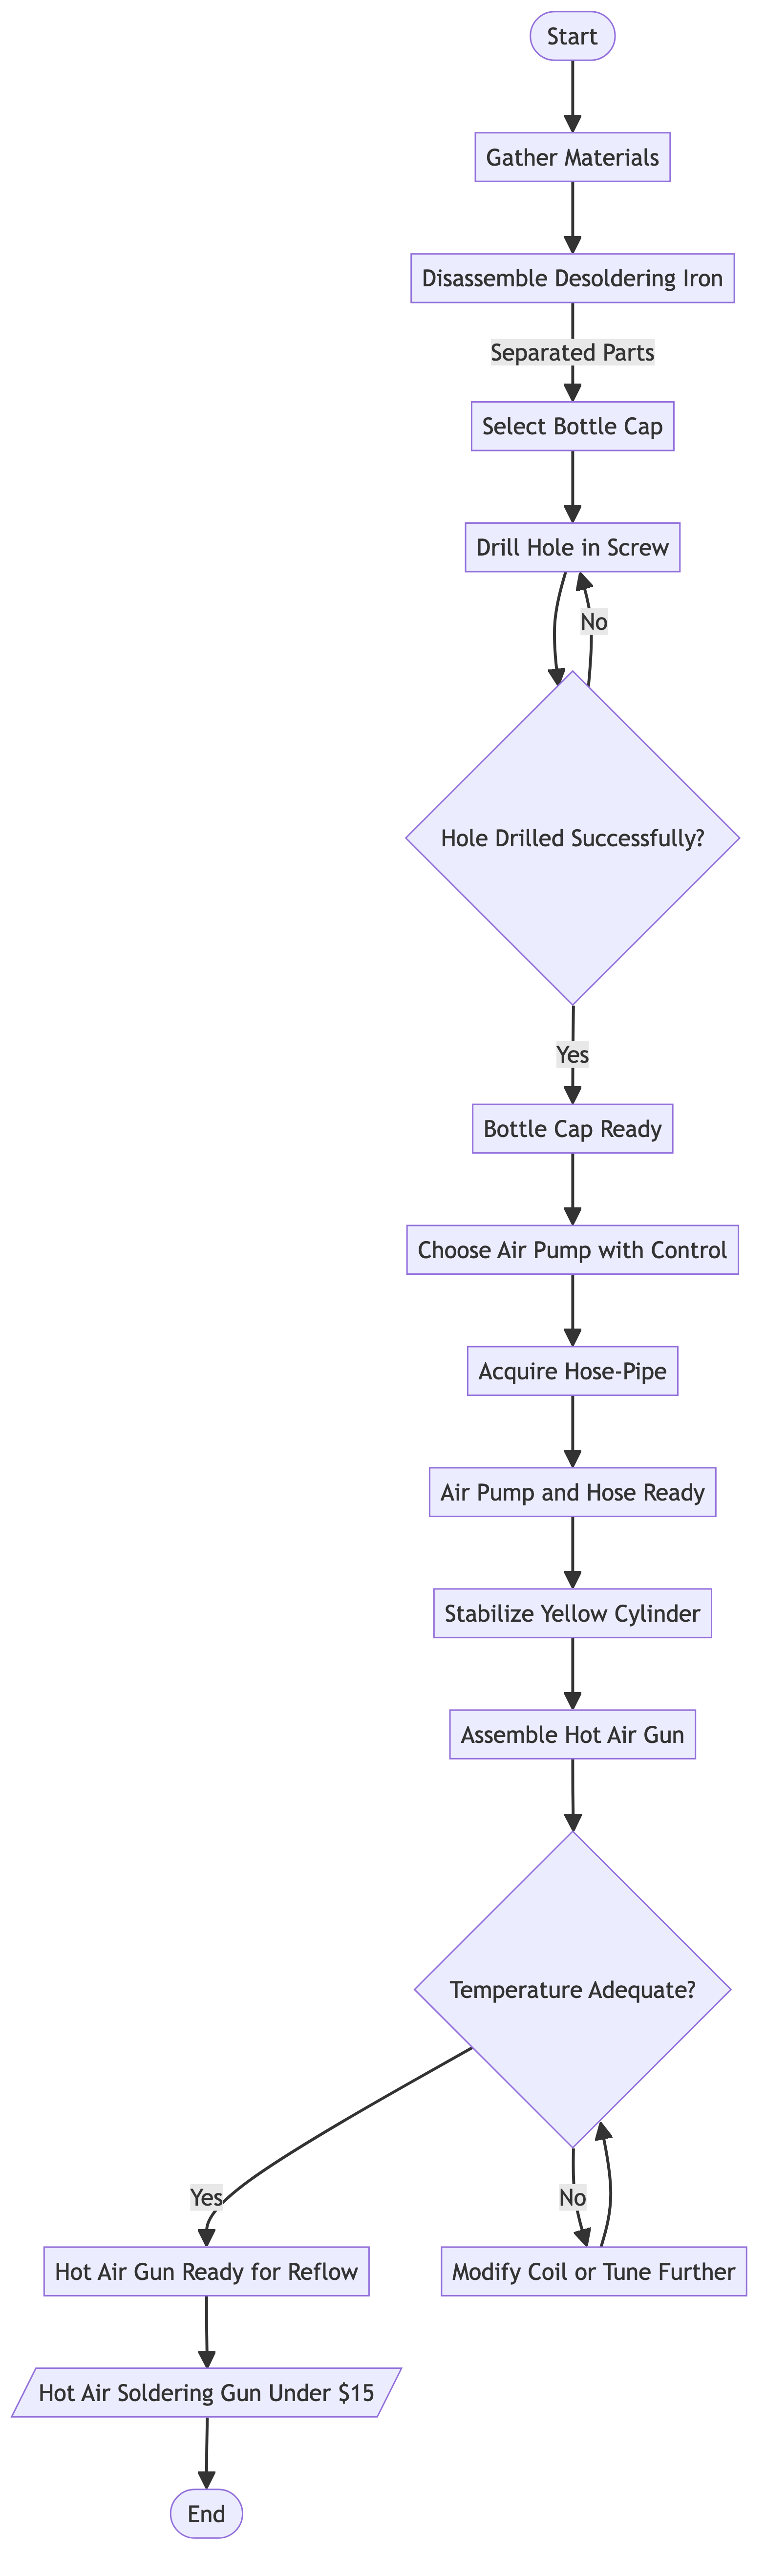 Start
Gather Materials
Disassemble Desoldering Iron
Separated Parts
Select Bottle Cap
Drill Hole in Screw
No
Hole Drilled Successfully?
Yes
Bottle Cap Ready
Choose Air Pump with Control
Acquire Hose-Pipe
Air Pump and Hose Ready
Stabilize Yellow Cylinder
Assemble Hot Air Gun
Temperature Adequate?
Yes
No
Hot Air Gun Ready for Reflow
Modify Coil or Tune Further
Hot Air Soldering Gun Under $15
End